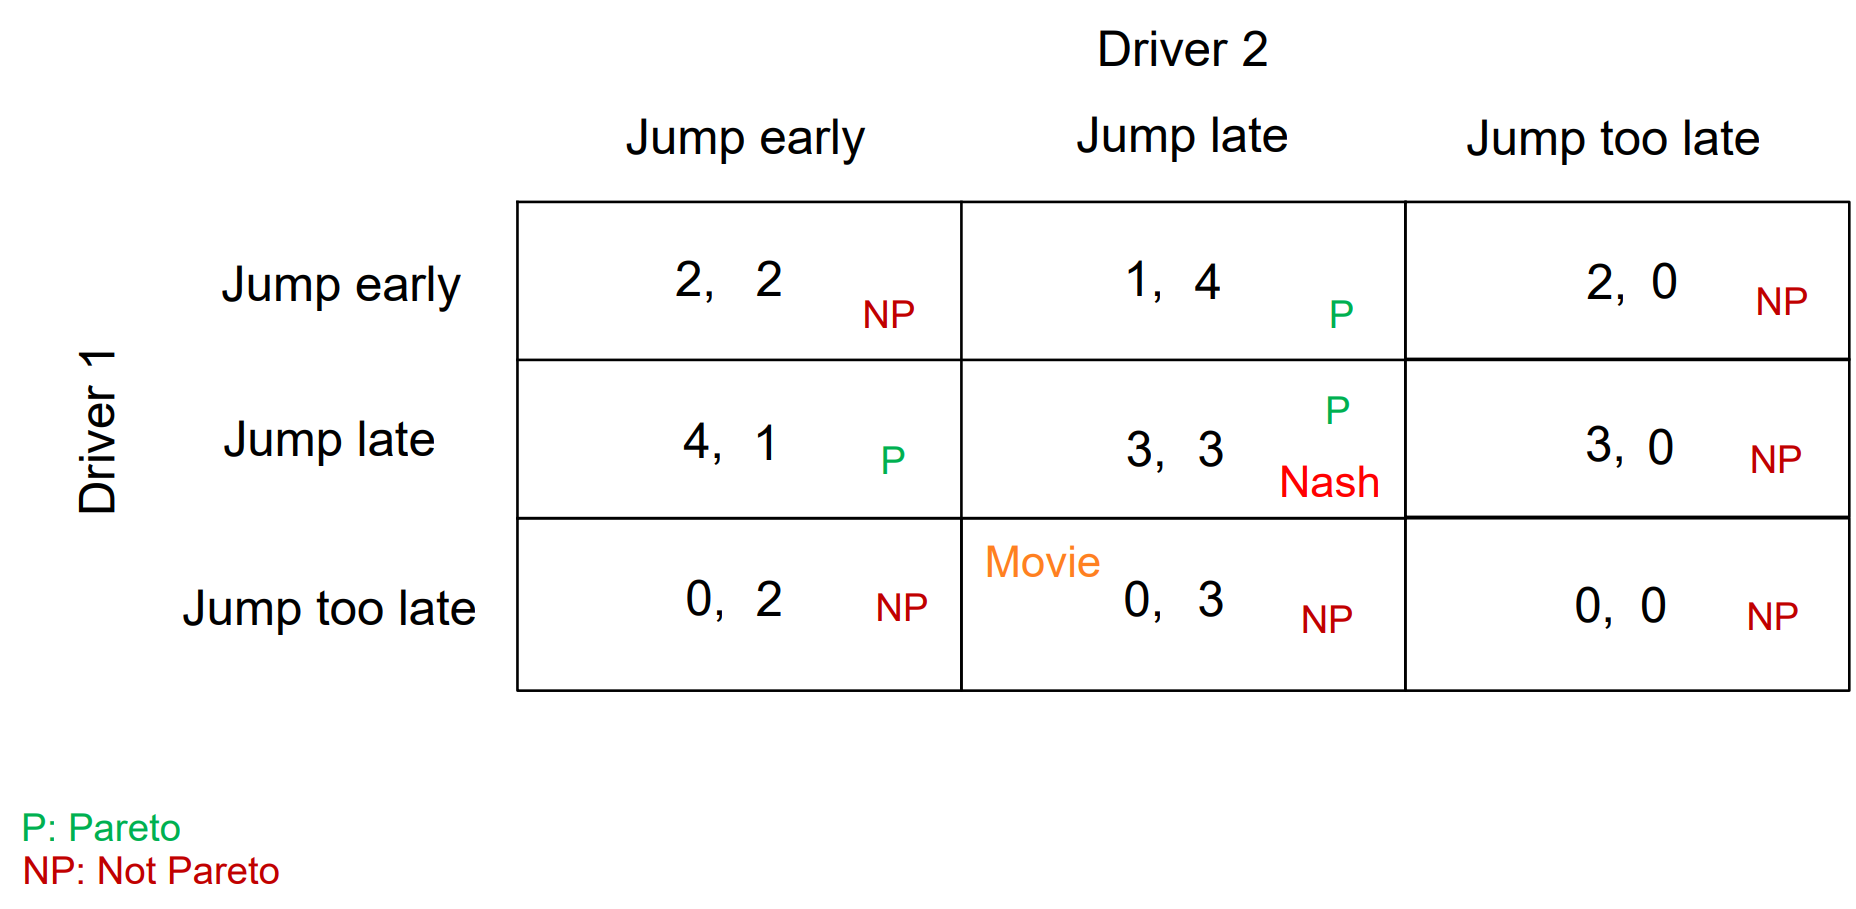 Driver 2
Jump early Jump late Jump too late
Driver 1
Jump early 2, 2 NP 1, 4 P 2, 0 NP
Jump late 4, 1 P 3, 3 P Nash 3, 0 NP
Jump too late 0, 2 NP Movie 0, 3 NP 0, 0 NP
P: Pareto
NP: Not Pareto